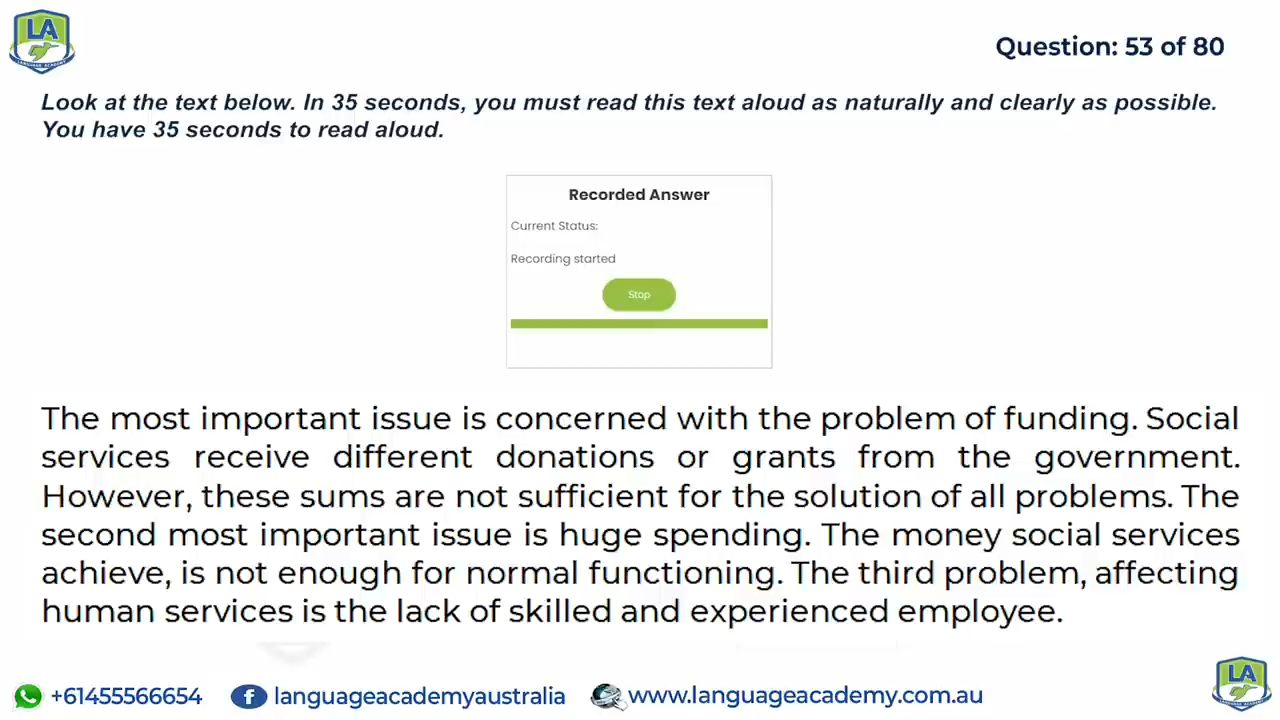 LA
LANGUAGE ACADEMY
Question: 53 of 80
Look at the text below. In 35 seconds, you must read this text aloud as naturally and clearly as possible.
You have 35 seconds to read aloud.
Recorded Answer
Current Status:
Recording started
Stop
The most important issue is concerned with the problem of funding. Social
services receive different donations or grants from the government.
However, these sums are not sufficient for the solution of all problems. The
second most important issue is huge spending. The money social services
achieve, is not enough for normal functioning. The third problem, affecting
human services is the lack of skilled and experienced employee.
+61455566654 languageacademyaustralia www.languageacademy.com.au
LA
LANGUAGE ACADEMY